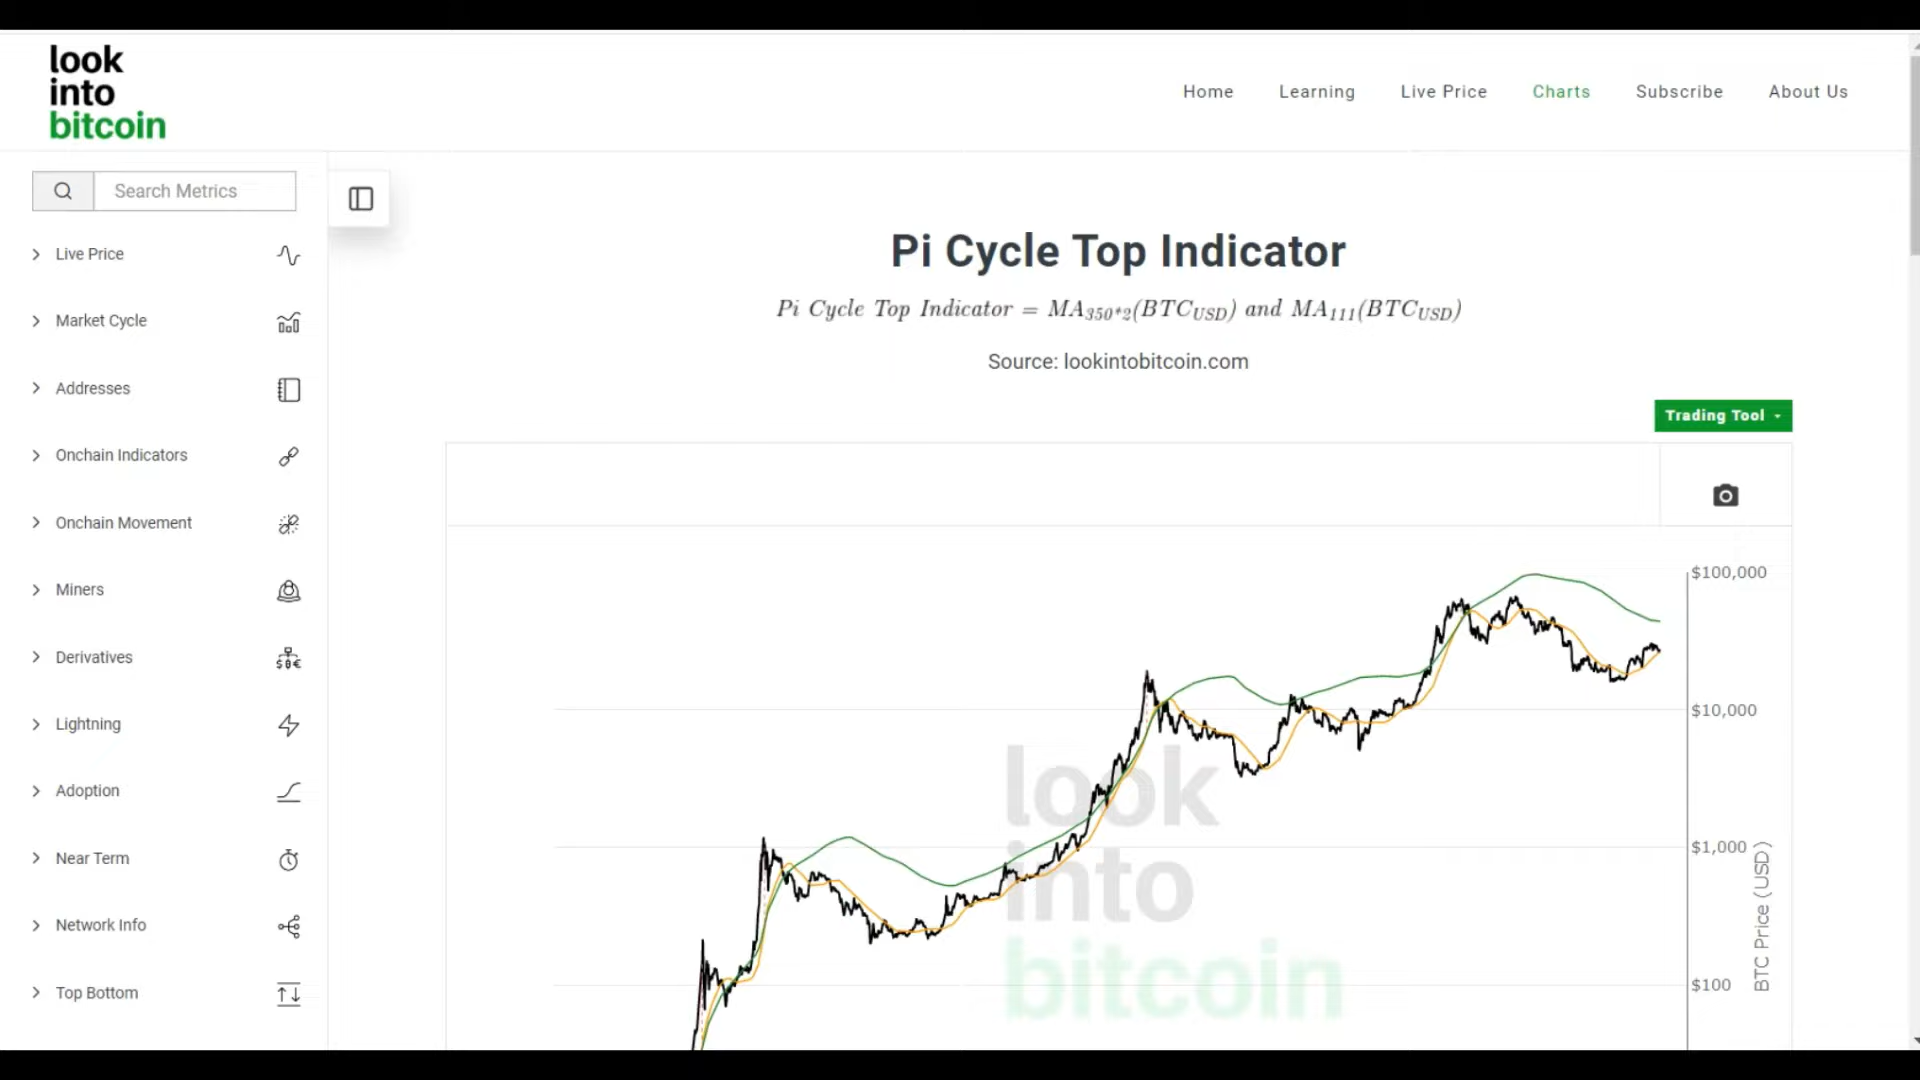 look
into
bitcoin
Home Learning Live Price Charts Subscribe About Us
Search Metrics
Live Price
Market Cycle
Addresses
Onchain Indicators
Onchain Movement
Miners
Derivatives
Lightning
Adoption
Near Term
Network Info
Top Bottom
Pi Cycle Top Indicator
Pi Cycle Top Indicator = MA350*2(BTCUSD) and MA111(BTCUSD)
Source: lookintobitcoin.com
Trading Tool
$100,000
$10,000
$1,000
$100
BTC Price (USD)
look
into
bitcoin